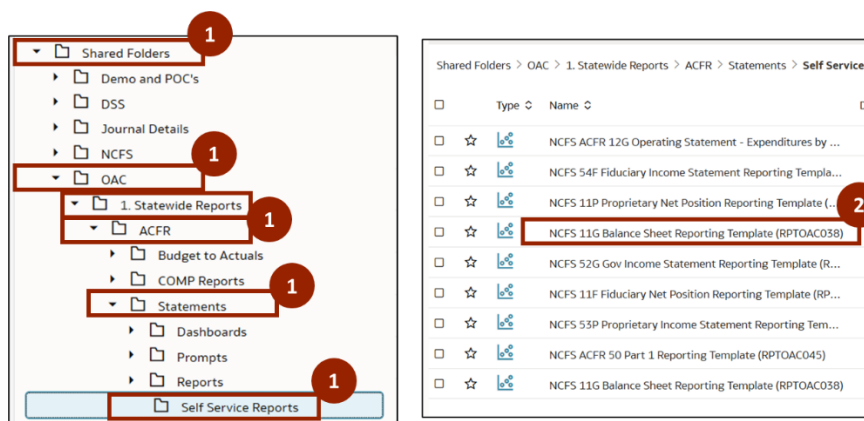 1
Shared Folders
Demo and POC's
DSS
Journal Details
NCFS
1
OAC
1. Statewide Reports
1
ACFR
Budget to Actuals
COMP Reports
1
Statements
Dashboards
Prompts
Reports
1
Self Service Reports
Shared Folders > OAC > 1. Statewide Reports > ACFR > Statements > Self Service
Type Name
NCFS ACFR 12G Operating Statement - Expenditures by ...
NCFS 54F Fiduciary Income Statement Reporting Templa...
NCFS 11P Proprietary Net Position Reporting Template (...
2
NCFS 11G Balance Sheet Reporting Template (RPTOAC038)
NCFS 52G Gov Income Statement Reporting Template (R...
NCFS 11F Fiduciary Net Position Reporting Template (RP...
NCFS 53P Proprietary Income Statement Reporting Tem...
NCFS ACFR 50 Part 1 Reporting Template (RPTOAC045)
NCFS 11G Balance Sheet Reporting Template (RPTOAC038)